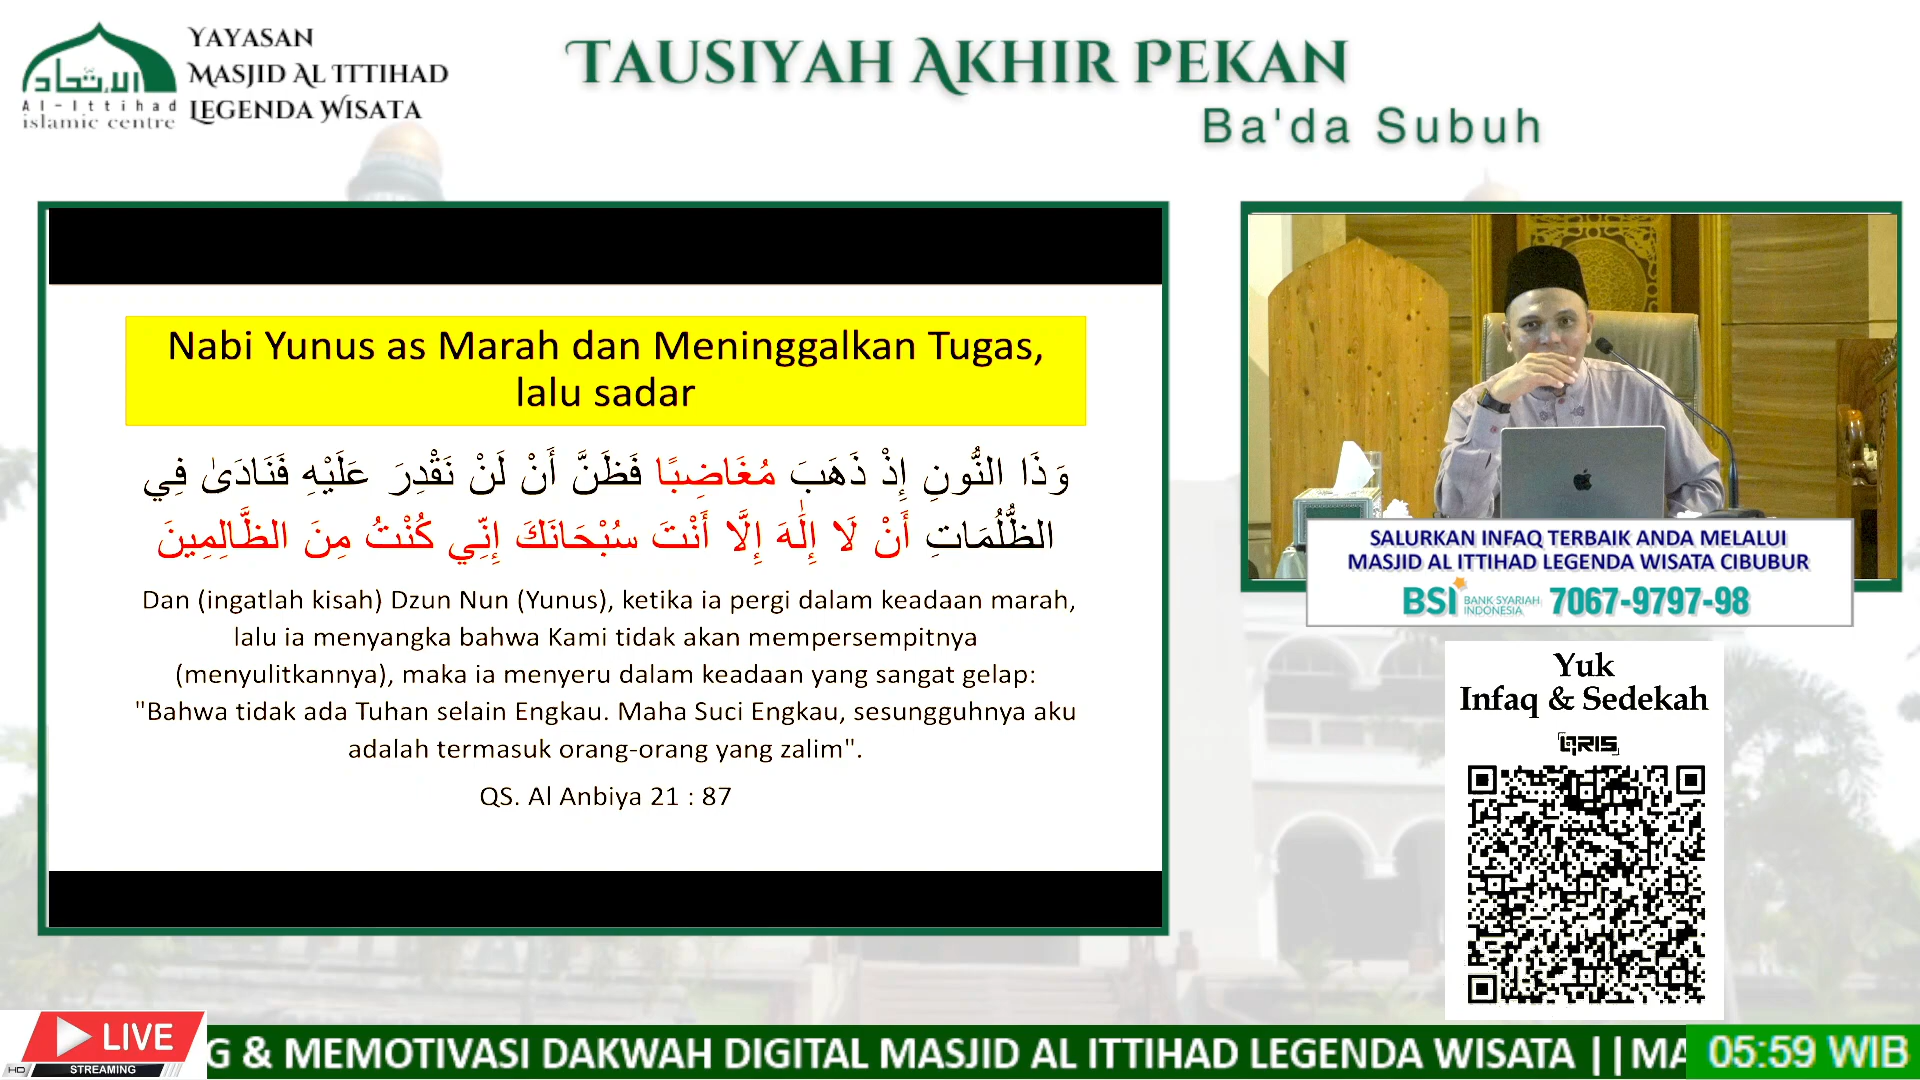 YAYASAN
MASJID AL ITTIHAD
LEGENDA WISATA
الإتحاد
Al-Ittihad
islamic centre
TAUSIYAH AKHIR PEKAN
Ba'da Subuh
Nabi Yunus as Marah dan Meninggalkan Tugas,
lalu sadar
وَذَا النُّونِ إِذْ ذَهَبَ مُغَاضِبًا فَظَنَّ أَنْ لَنْ نَقْدِرَ عَلَيْهِ فَنَادَىٰ فِي
الظُّلُمَاتِ أَنْ لَا إِلَٰهَ إِلَّا أَنْتَ سُبْحَانَكَ إِنِّي كُنْتُ مِنَ الظَّالِمِينَ
Dan (ingatlah kisah) Dzun Nun (Yunus), ketika ia pergi dalam keadaan marah,
lalu ia menyangka bahwa Kami tidak akan mempersempitnya
(menyulitkannya), maka ia menyeru dalam keadaan yang sangat gelap:
"Bahwa tidak ada Tuhan selain Engkau. Maha Suci Engkau, sesungguhnya aku
adalah termasuk orang-orang yang zalim".
QS. Al Anbiya 21 : 87
SALURKAN INFAQ TERBAIK ANDA MELALUI
MASJID AL ITTIHAD LEGENDA WISATA CIBUBUR
BSI BANK SYARIAH INDONESIA 7067-9797-98
Yuk
Infaq & Sedekah
QRIS
LIVE
HD STREAMING
G & MEMOTIVASI DAKWAH DIGITAL MASJID AL ITTIHAD LEGENDA WISATA ||MA
05:59 WIB